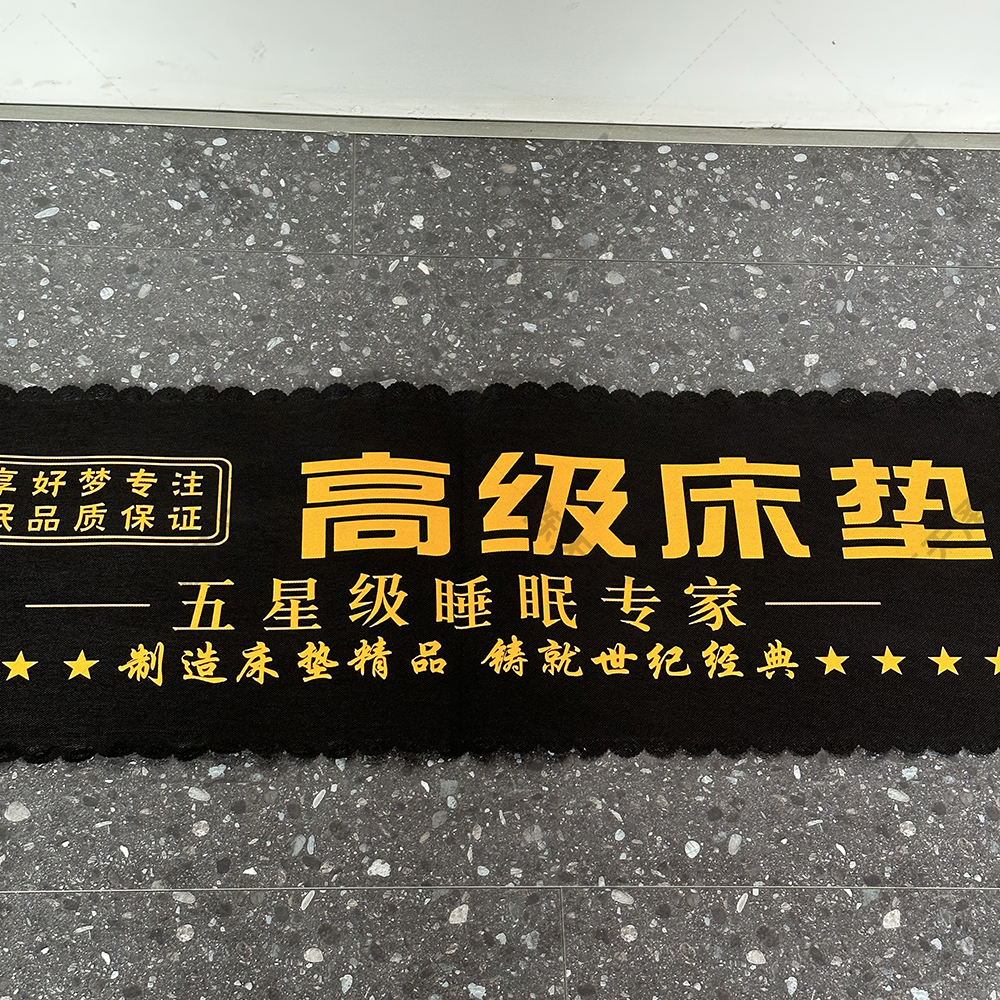 享好梦专注
眠品质保证
高级床垫
五星级睡眠专家
★★制造床垫精品 铸就世纪经典★★★★